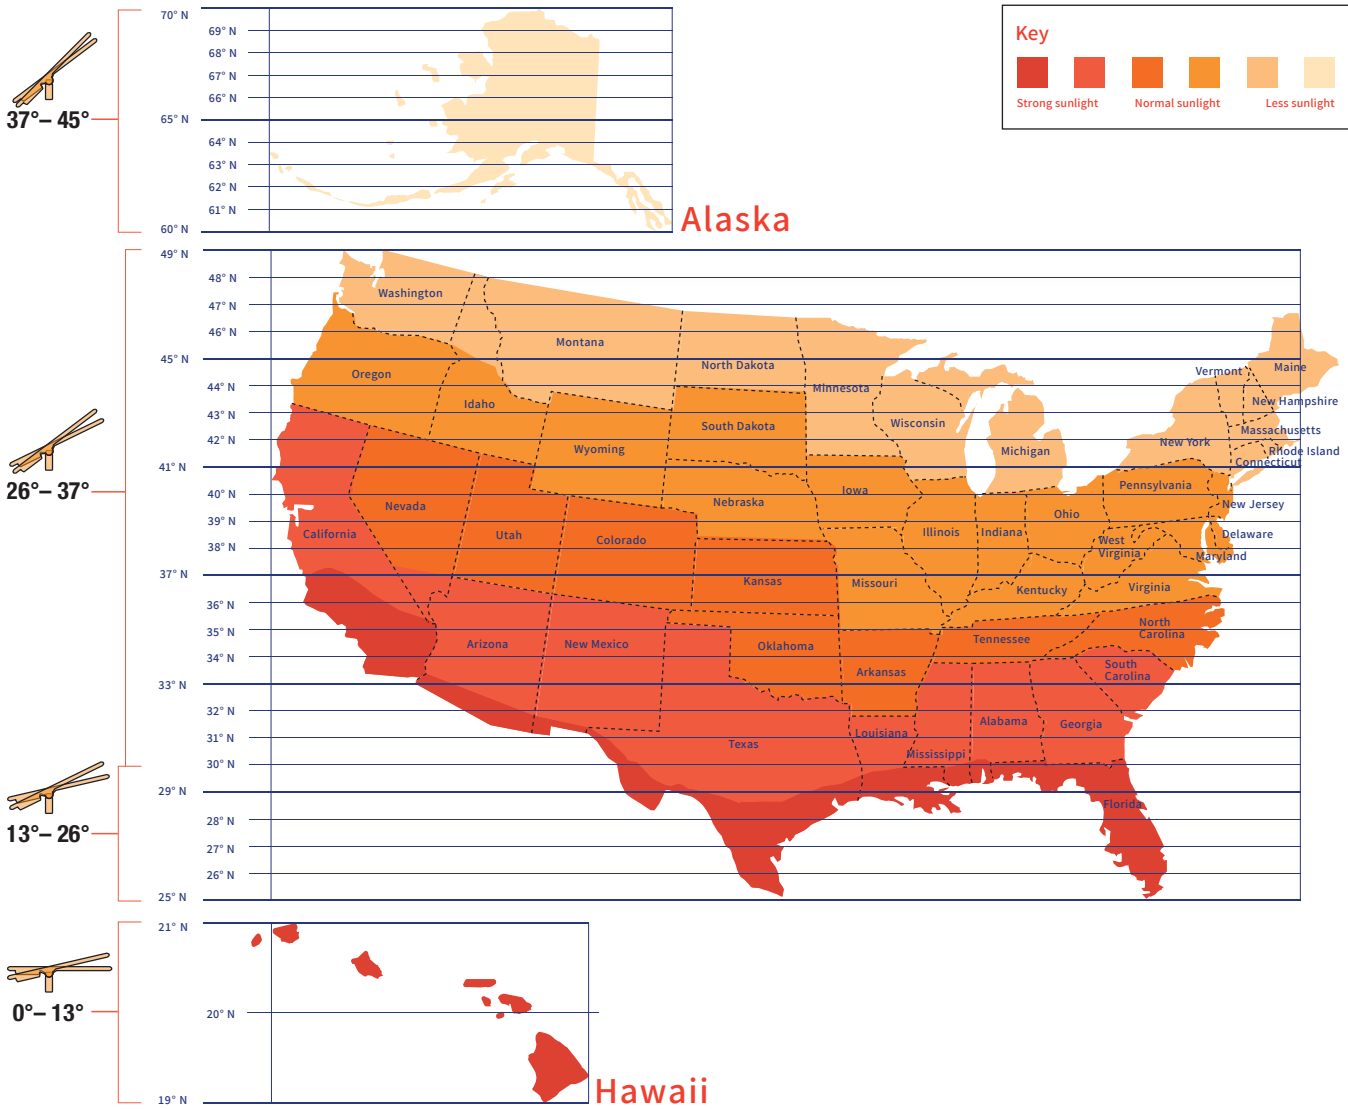 70° N
69° N
68° N
67° N
66° N
65° N
64° N
63° N
62° N
61° N
60° N
37°– 45°
Alaska
Key
Strong sunlight
Normal sunlight
Less sunlight
49° N
48° N
47° N
46° N
45° N
44° N
43° N
42° N
41° N
40° N
39° N
38° N
37° N
36° N
35° N
34° N
33° N
32° N
31° N
30° N
29° N
28° N
27° N
26° N
25° N
26°– 37°
13°– 26°
Washington
Montana
North Dakota
Minnesota
Vermont
Maine
Oregon
Idaho
New Hampshire
Wyoming
South Dakota
Wisconsin
Michigan
New York
Massachusetts
Rhode Island
Connecticut
Nevada
Nebraska
Iowa
Pennsylvania
New Jersey
California
Utah
Colorado
Illinois
Indiana
Ohio
West
Virginia
Delaware
Maryland
Kansas
Missouri
Kentucky
Virginia
Arizona
New Mexico
Oklahoma
Tennessee
North
Carolina
Arkansas
South
Carolina
Texas
Louisiana
Mississippi
Alabama
Georgia
Florida
21° N
20° N
19° N
0°– 13°
Hawaii